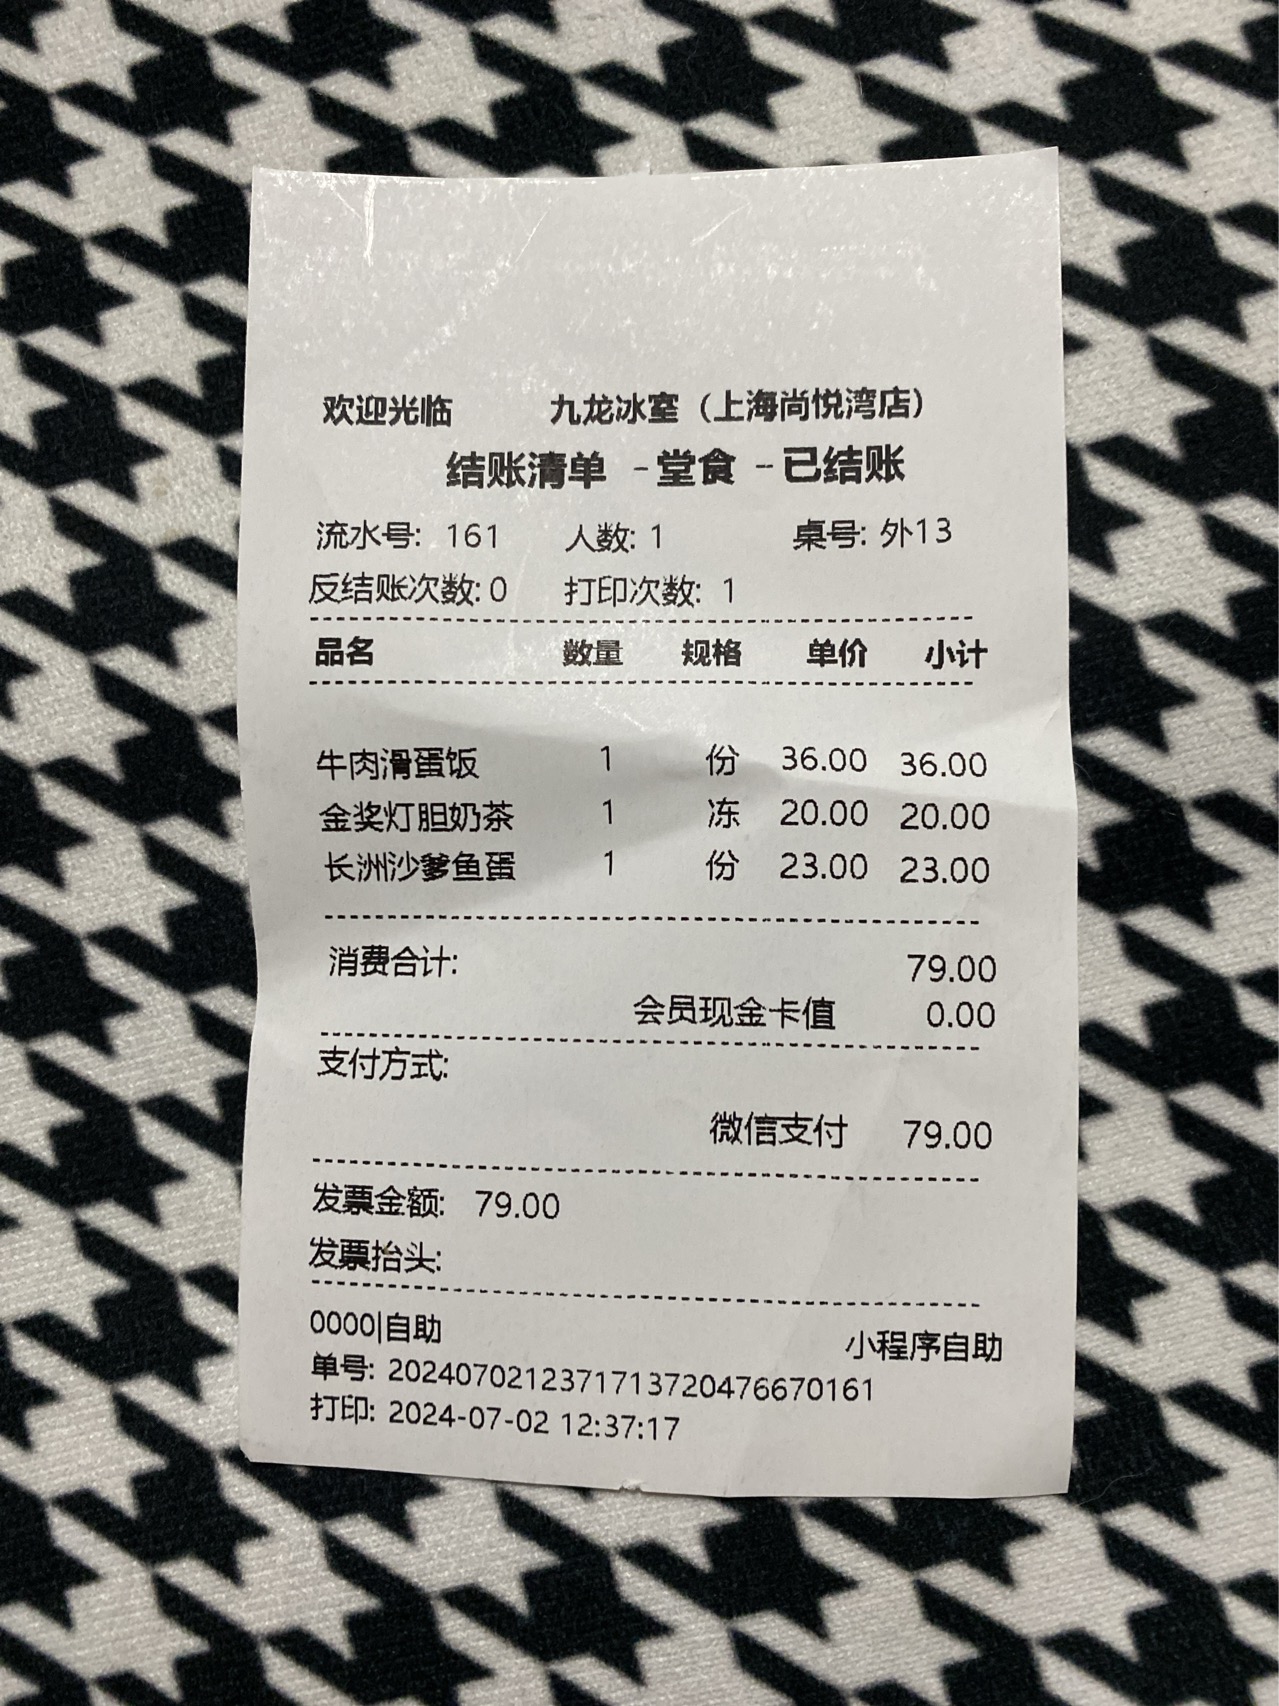 欢迎光临 九龙冰室（上海尚悦湾店）
结账清单 -堂食 -已结账
流水号: 161 人数: 1 桌号: 外13
反结账次数: 0 打印次数: 1
品名 数量 规格 单价 小计
牛肉滑蛋饭 1 份 36.00 36.00
金奖灯胆奶茶 1 冻 20.00 20.00
长洲沙爹鱼蛋 1 份 23.00 23.00
消费合计: 79.00
会员现金卡值 0.00
支付方式:
微信支付 79.00
发票金额: 79.00
发票抬头:
0000|自助 小程序自助
单号: 2024070212371713720476670161
打印: 2024-07-02 12:37:17